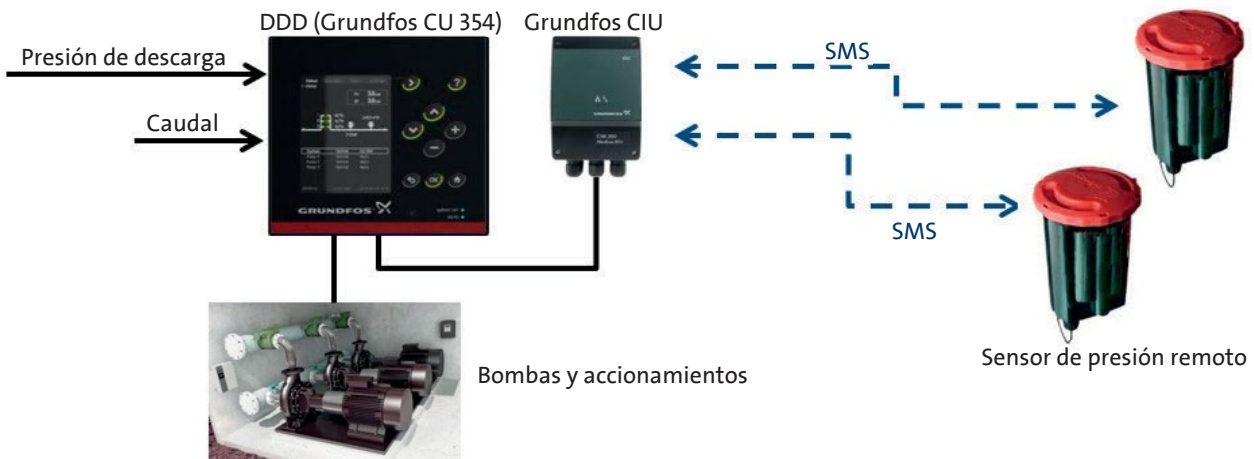 DDD (Grundfos CU 354)
Grundfos CIU
Presión de descarga
Caudal
SMS
SMS
GRUNDFOS
Bombas y accionamientos
Sensor de presión remoto